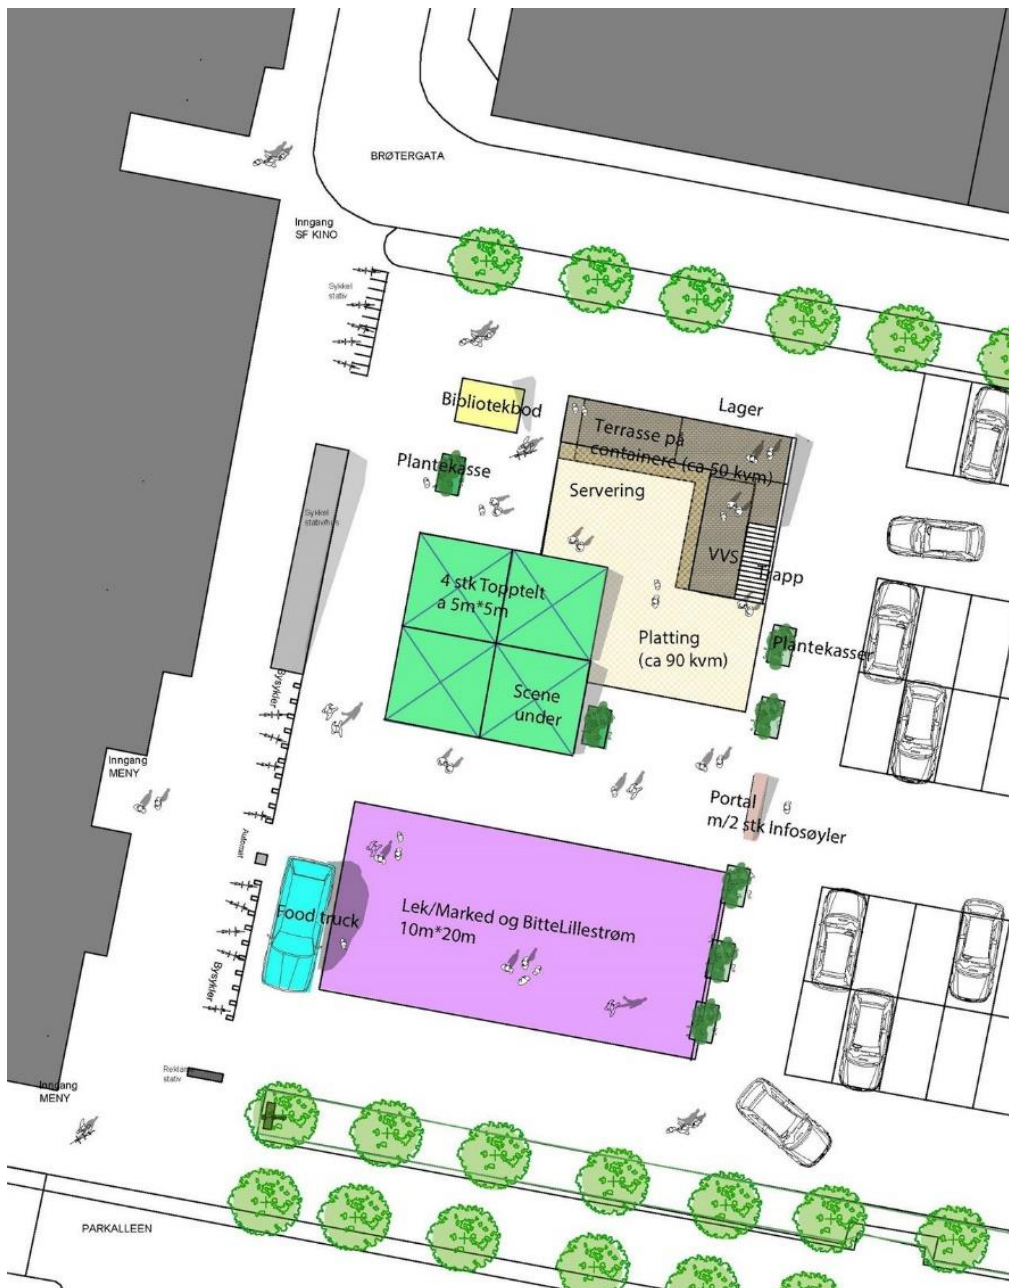 BRØTERGATA
Inngang
SF KINO
Sykkel
stativ
Bibliotekbod
Lager
Terrasse på
containere (ca 50 kvm)
Plantekasse
Servering
Sykkel
stativ/hus
VVS
Trapp
4 stk Topptelt
a 5m*5m
Platting
(ca 90 kvm)
Plantekasser
Scene
under
Bysykler
Inngang
MENY
Portal
m/2 stk Infosøyler
Automat
Food truck
Lek/Marked og BitteLillestrøm
10m*20m
Bysykler
Reklame
stativ
Inngang
MENY
PARKALLEEN